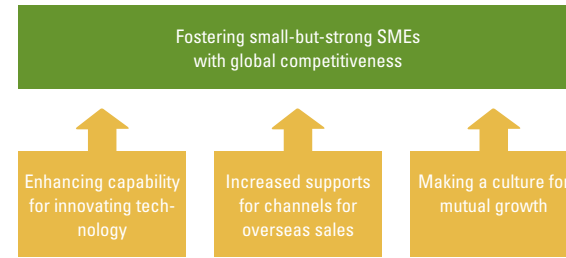 Fostering small-but-strong SMEs
with global competitiveness
Enhancing capability
for innovating tech-
nology
Increased supports
for channels for
overseas sales
Making a culture for
mutual growth